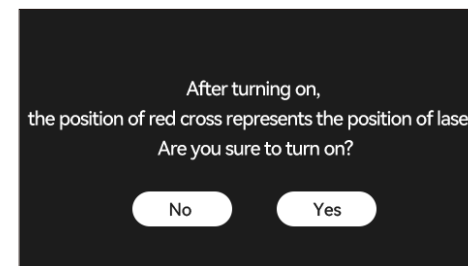 After turning on,
the position of red cross represents the position of lase
Are you sure to turn on?
No
Yes